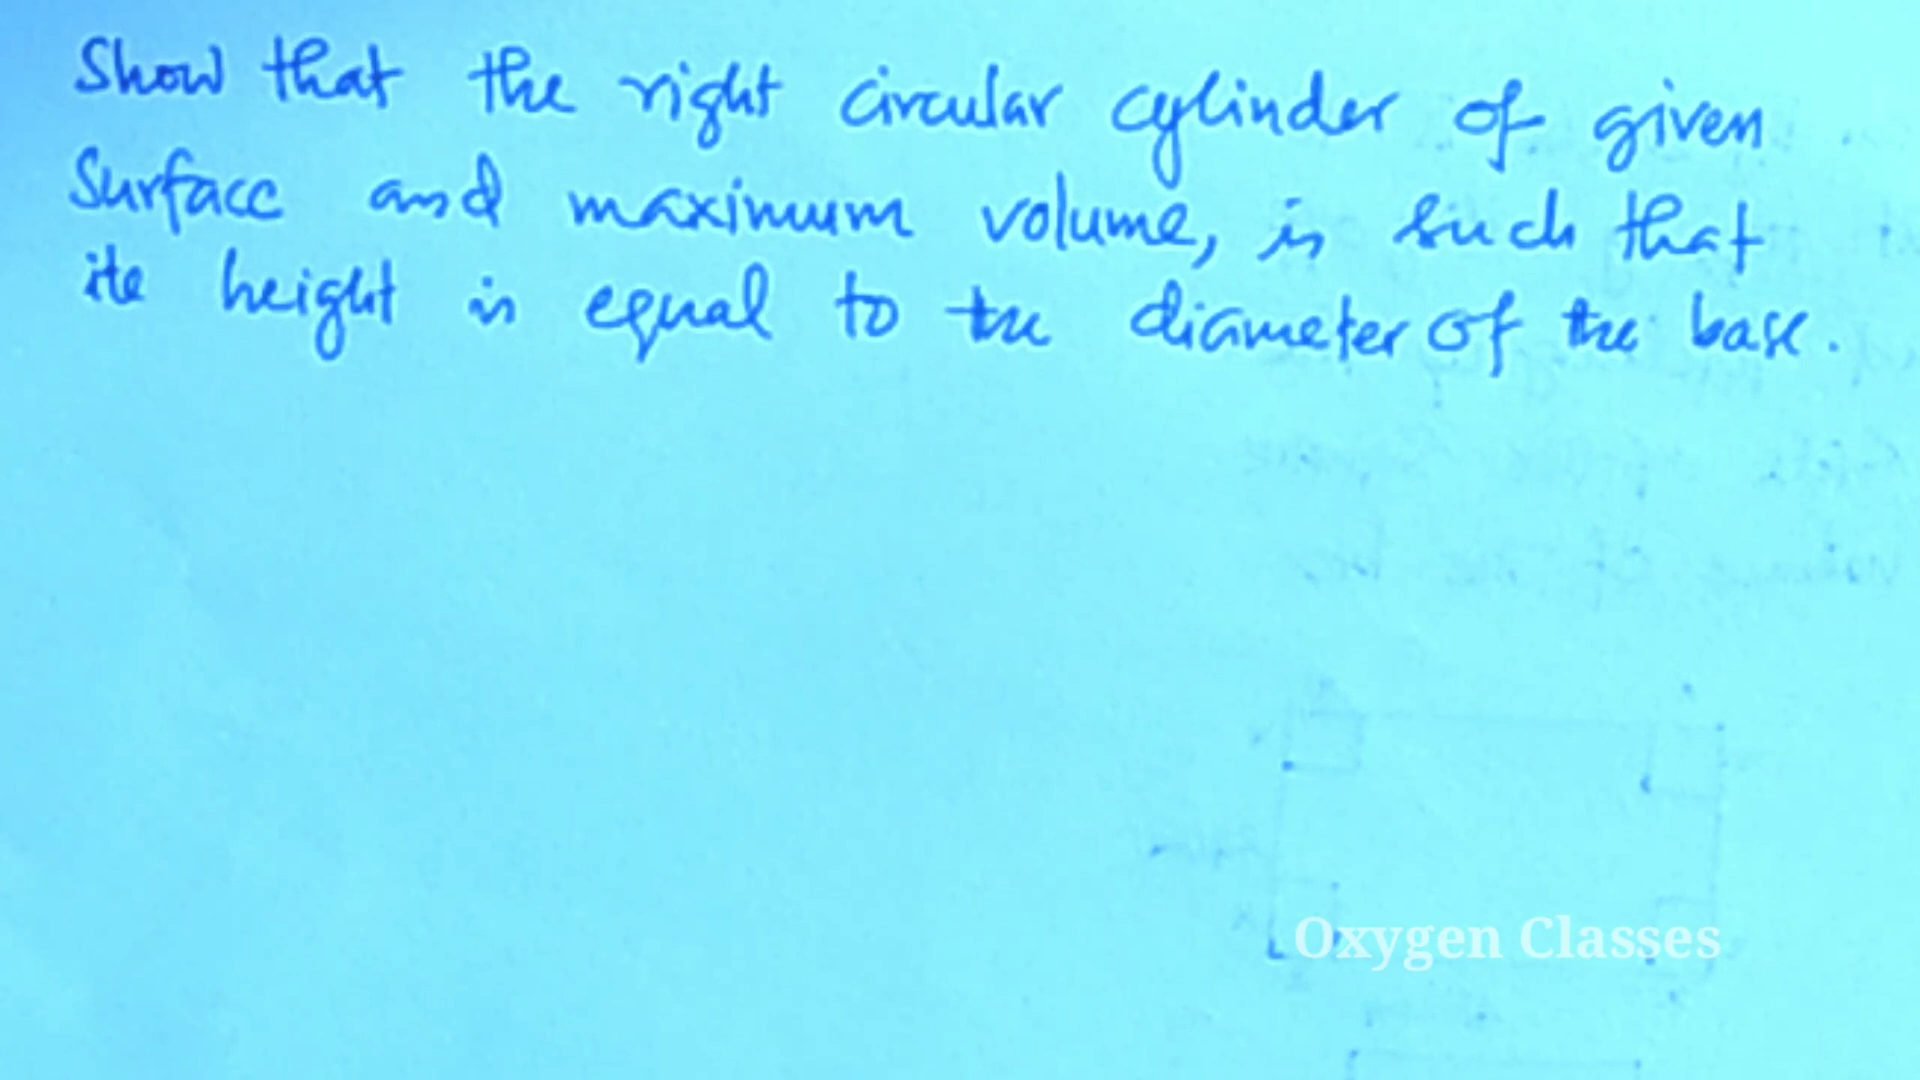 Show that the right circular cylinder of given
Surface and maximum volume, is such that
its height is equal to the diameter of the base.
Oxygen Classes